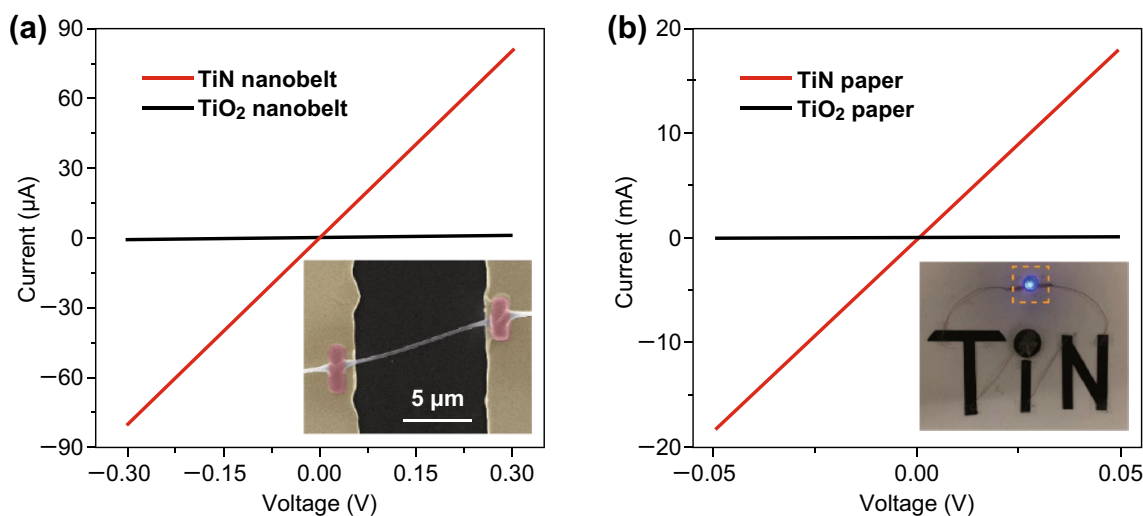 (a)
90
60
30
0
−30
−60
−90
Current (µA)
TiN nanobelt
TiO₂ nanobelt
5 µm
−0.30
−0.15
0.00
0.15
0.30
Voltage (V)
(b)
20
10
0
−10
−20
Current (mA)
TiN paper
TiO₂ paper
TiN
−0.05
0.00
0.05
Voltage (V)